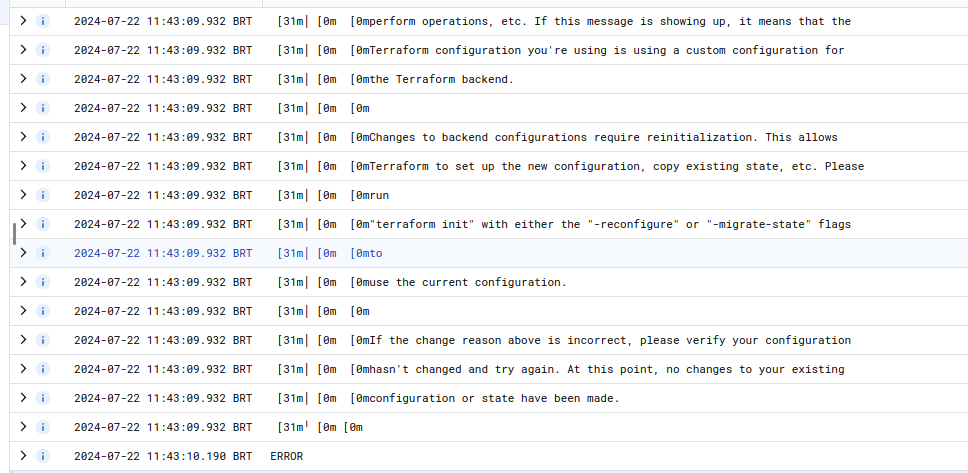 2024-07-22 11:43:09.932 BRT [31m│ [0m [0mperform operations, etc. If this message is showing up, it means that the
2024-07-22 11:43:09.932 BRT [31m│ [0m [0mTerraform configuration you're using is using a custom configuration for
2024-07-22 11:43:09.932 BRT [31m│ [0m [0mthe Terraform backend.
2024-07-22 11:43:09.932 BRT [31m│ [0m [0m
2024-07-22 11:43:09.932 BRT [31m│ [0m [0mChanges to backend configurations require reinitialization. This allows
2024-07-22 11:43:09.932 BRT [31m│ [0m [0mTerraform to set up the new configuration, copy existing state, etc. Please
2024-07-22 11:43:09.932 BRT [31m│ [0m [0mrun
2024-07-22 11:43:09.932 BRT [31m│ [0m [0m"terraform init" with either the "-reconfigure" or "-migrate-state" flags
2024-07-22 11:43:09.932 BRT [31m│ [0m [0mto
2024-07-22 11:43:09.932 BRT [31m│ [0m [0muse the current configuration.
2024-07-22 11:43:09.932 BRT [31m│ [0m [0m
2024-07-22 11:43:09.932 BRT [31m│ [0m [0mIf the change reason above is incorrect, please verify your configuration
2024-07-22 11:43:09.932 BRT [31m│ [0m [0mhasn't changed and try again. At this point, no changes to your existing
2024-07-22 11:43:09.932 BRT [31m│ [0m [0mconfiguration or state have been made.
2024-07-22 11:43:09.932 BRT [31m╵ [0m [0m
2024-07-22 11:43:10.190 BRT ERROR